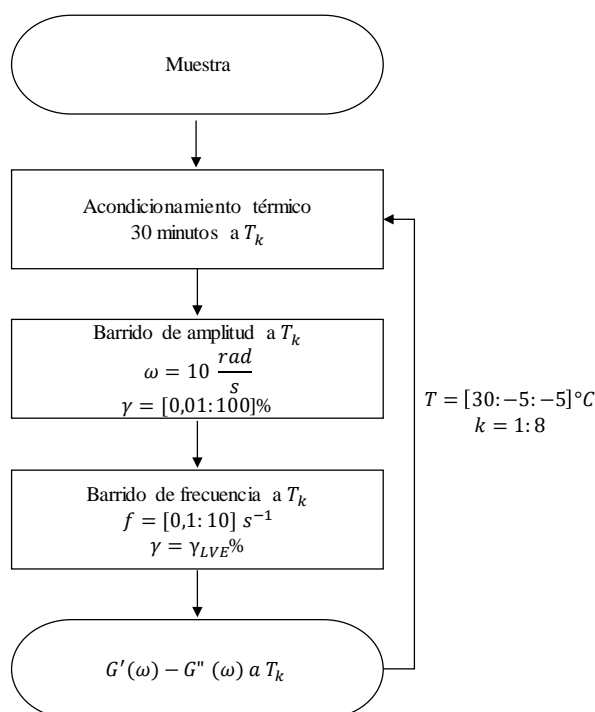 Muestra
Acondicionamiento térmico
30 minutos a T_k
Barrido de amplitud a T_k
ω = 10 rad/s
γ = [0,01: 100]%
Barrido de frecuencia a T_k
f = [0,1: 10] s⁻¹
γ = γ_LVE%
G'(ω) − G" (ω) a T_k
T = [30: −5: −5]°C
k = 1: 8